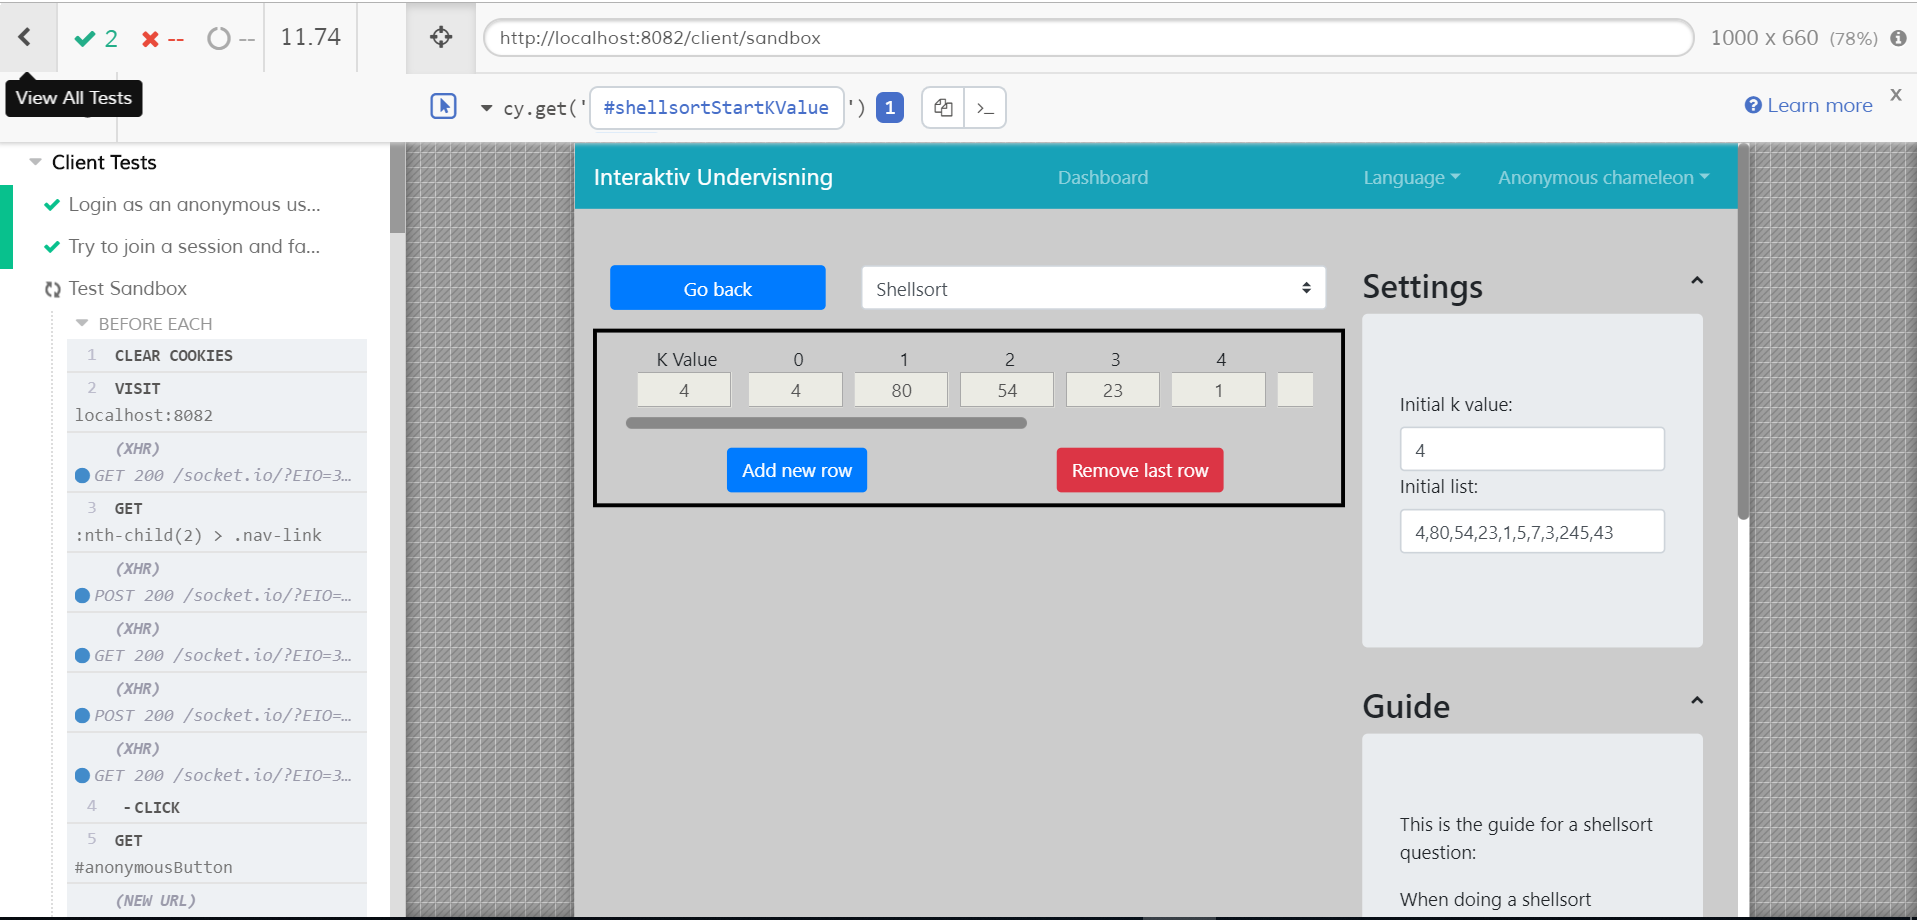 2
--
--
11.74
http://localhost:8082/client/sandbox
1000 x 660 (78%)
View All Tests
cy.get('
#shellsortStartKValue
')
1
>_
Learn more
X
Client Tests
Login as an anonymous us...
Try to join a session and fa...
Test Sandbox
BEFORE EACH
1 CLEAR COOKIES
2 VISIT
localhost:8082
(XHR)
GET 200 /socket.io/?EIO=3...
3 GET
:nth-child(2) > .nav-link
(XHR)
POST 200 /socket.io/?EIO=...
(XHR)
GET 200 /socket.io/?EIO=3...
(XHR)
POST 200 /socket.io/?EIO=...
(XHR)
GET 200 /socket.io/?EIO=3...
4 -CLICK
5 GET
#anonymousButton
(NEW URL)
Interaktiv Undervisning
Dashboard
Language
Anonymous chameleon
Go back
Shellsort
K Value 0 1 2 3 4
4 4 80 54 23 1
Add new row
Remove last row
Settings
Initial k value:
4
Initial list:
4,80,54,23,1,5,7,3,245,43
Guide
This is the guide for a shellsort
question:
When doing a shellsort